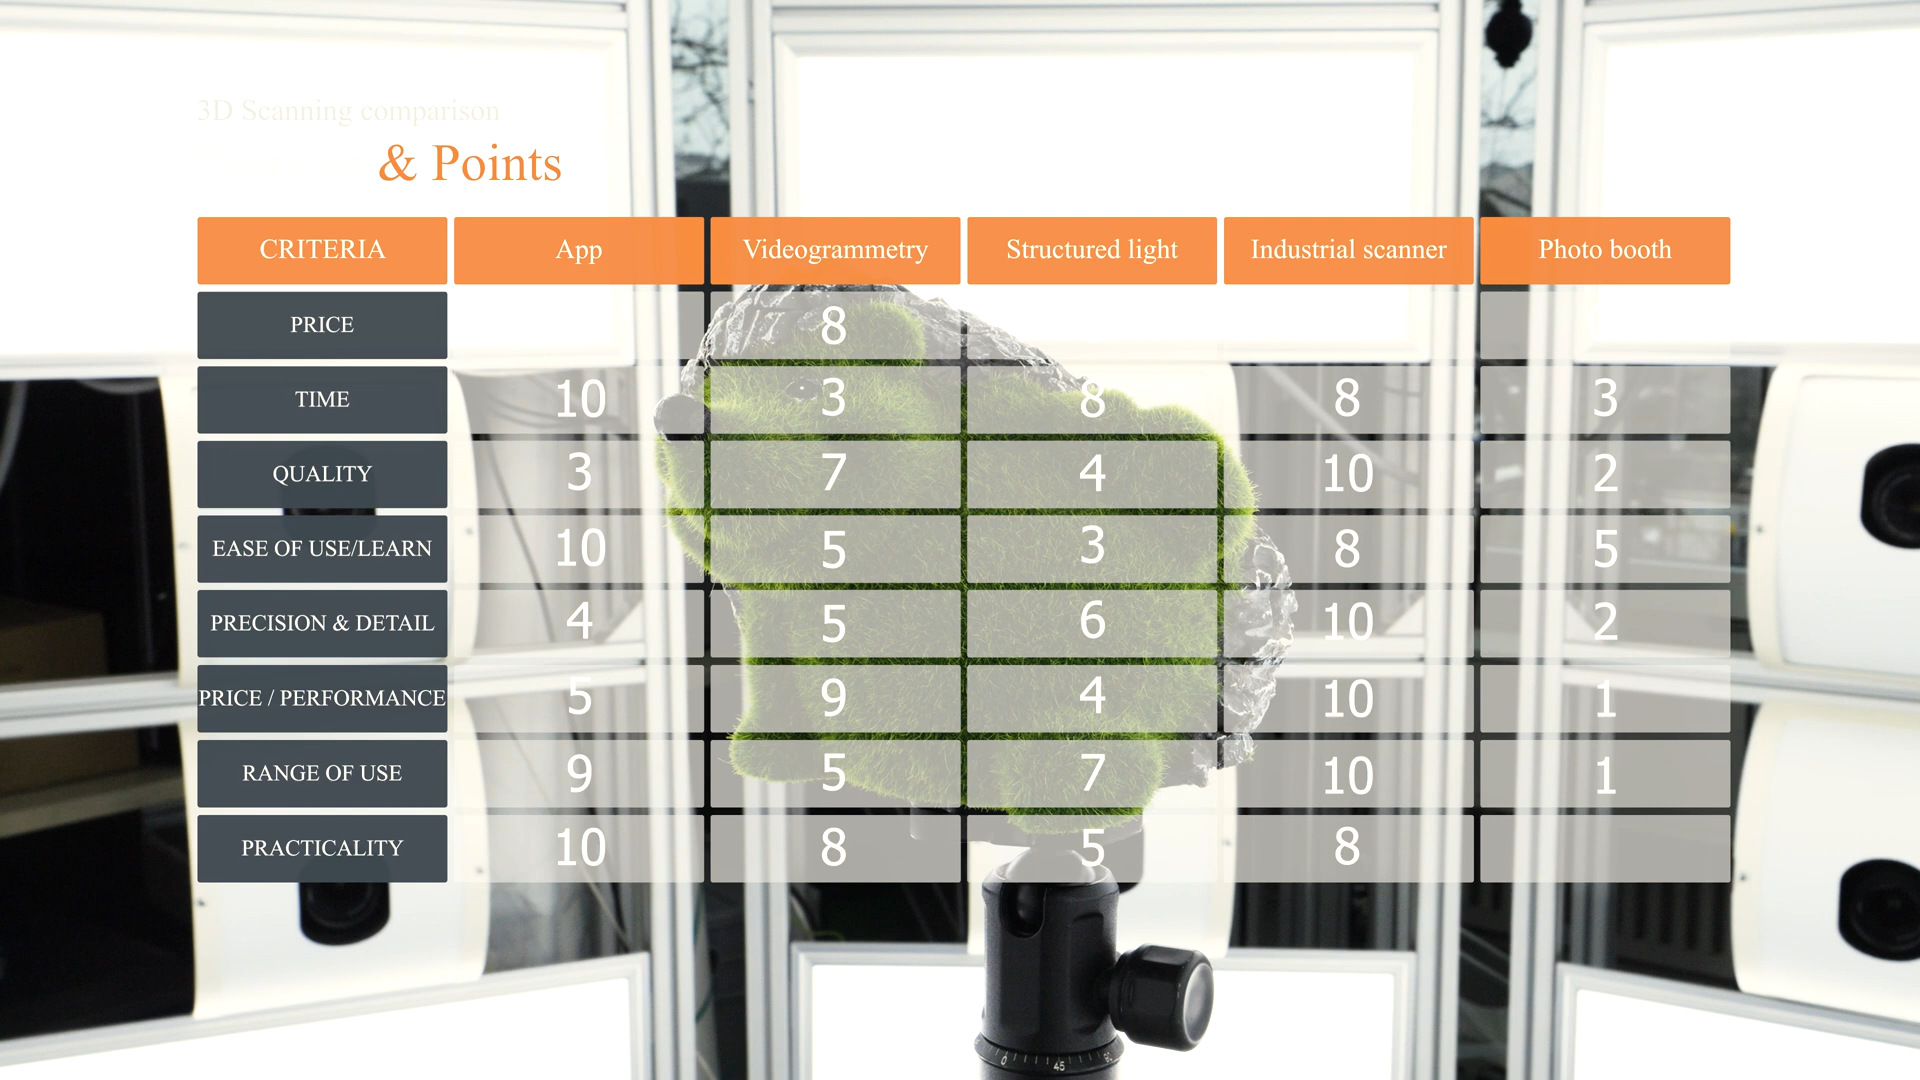 3D Scanning comparison
& Points
CRITERIA App Videogrammetry Structured light Industrial scanner Photo booth
PRICE 8
TIME 10 3 8 8 3
QUALITY 3 7 4 10 2
EASE OF USE/LEARN 10 5 3 8 5
PRECISION & DETAIL 4 5 6 10 2
PRICE / PERFORMANCE 5 9 4 10 1
RANGE OF USE 9 5 7 10 1
PRACTICALITY 10 8 5 8
0 45